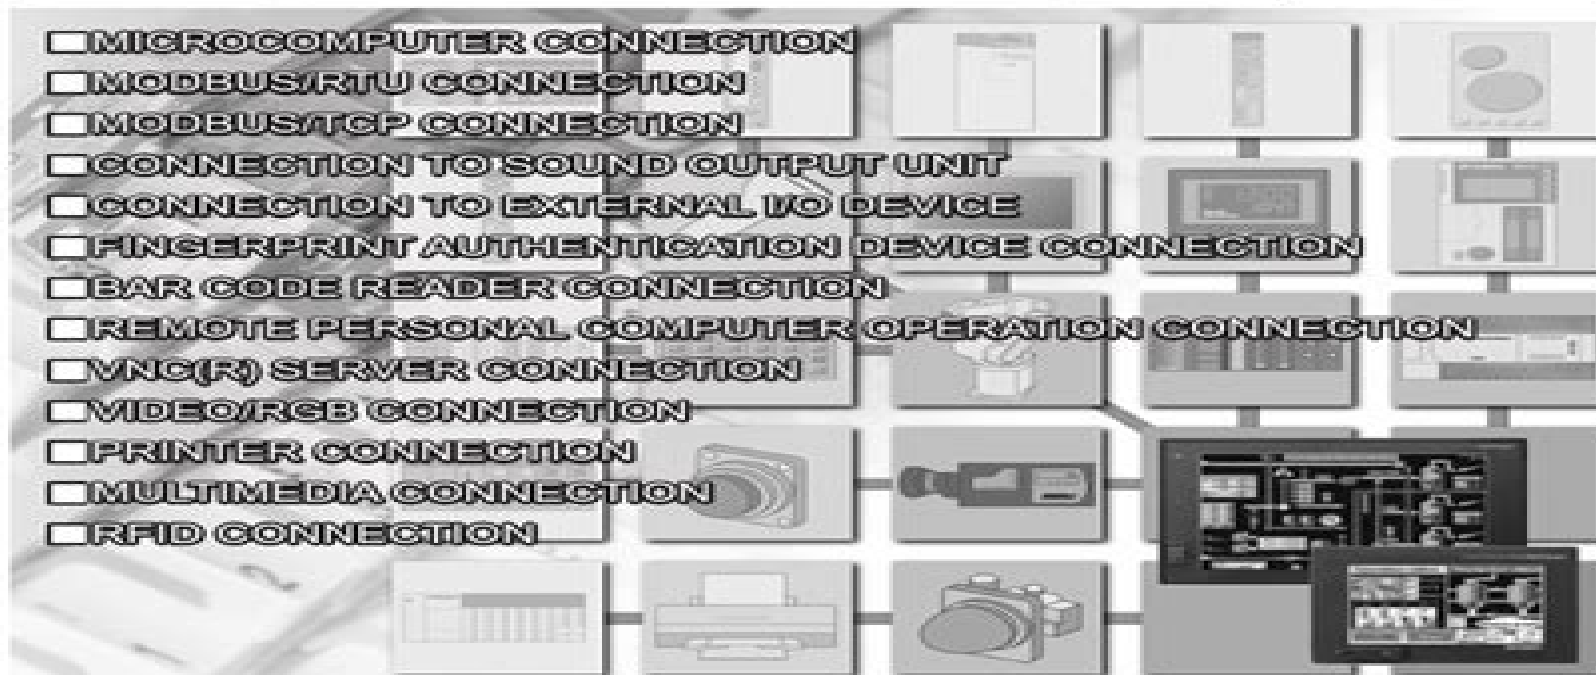 □MICROCOMPUTER CONNECTION
□MODBUS/RTU CONNECTION
□MODBUS/TCP CONNECTION
□CONNECTION TO SOUND OUTPUT UNIT
□CONNECTION TO EXTERNAL I/O DEVICE
□FINGERPRINT AUTHENTICATION DEVICE CONNECTION
□BAR CODE READER CONNECTION
□REMOTE PERSONAL COMPUTER OPERATION CONNECTION
□VNC(R) SERVER CONNECTION
□VIDEO/RGB CONNECTION
□PRINTER CONNECTION
□MULTIMEDIA CONNECTION
□RFID CONNECTION